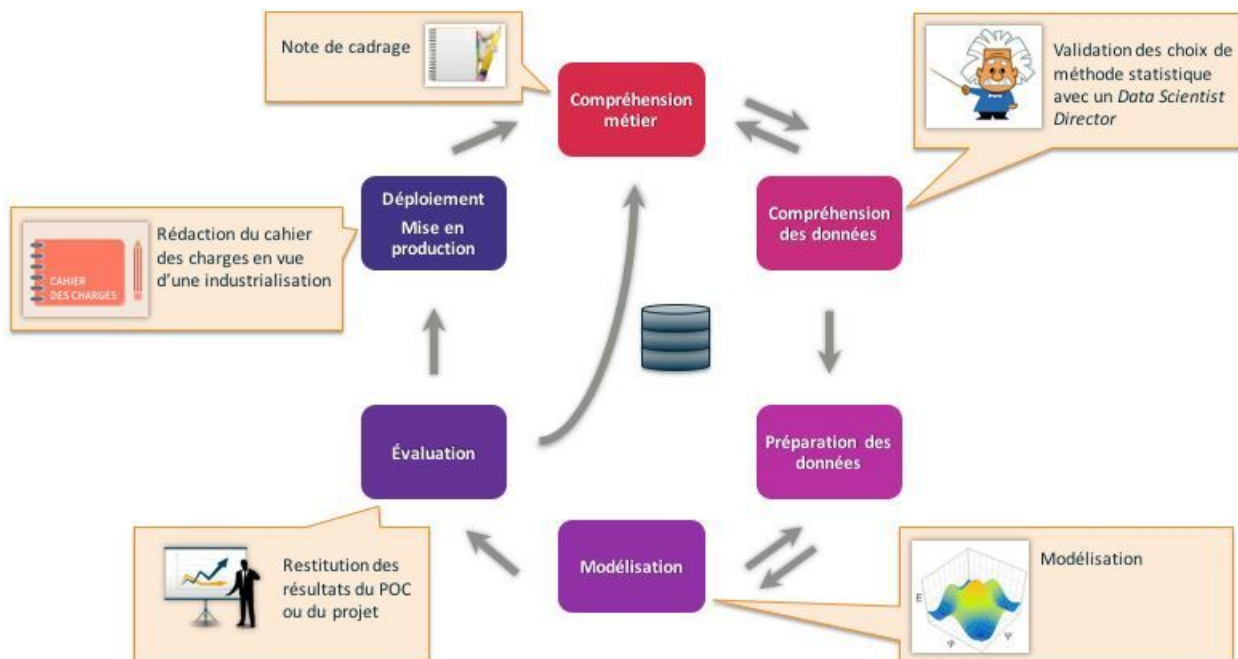 Note de cadrage
Compréhension
métier
Validation des choix de
méthode statistique
avec un Data Scientist
Director
Déploiement
Mise en
production
Compréhension
des données
Rédaction du cahier
des charges en vue
d'une industrialisation
CAHIER
DES CHARGES
Évaluation
Préparation des
données
Restitution des
résultats du POC
ou du projet
Modélisation
Modélisation
E
φ
ψ